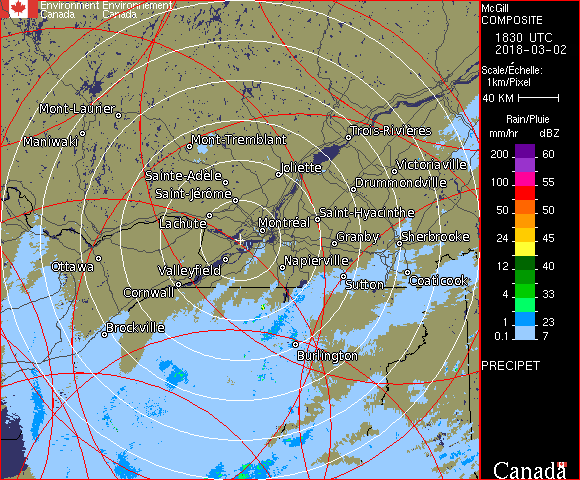 Environment Environnement
Canada Canada
Mont-Laurier
Maniwaki
Mont-Tremblant
Trois-Rivières
Sainte-Adèle
Joliette
Victoriaville
Saint-Jérôme
Drummondville
Lachute
Montréal
Saint-Hyacinthe
Granby
Sherbrooke
Ottawa
Valleyfield
Napierville
Cornwall
Sutton
Coaticook
Brockville
Burlington
McGill
COMPOSITE
1830 UTC
2018-03-02
Scale/Échelle:
1km/Pixel
40 KM
Rain/Pluie
mm/hr dBZ
200 60
55
100 55
50 50
24 45
12 40
4 33
1 23
0.1 7
PRECIPET
Canada